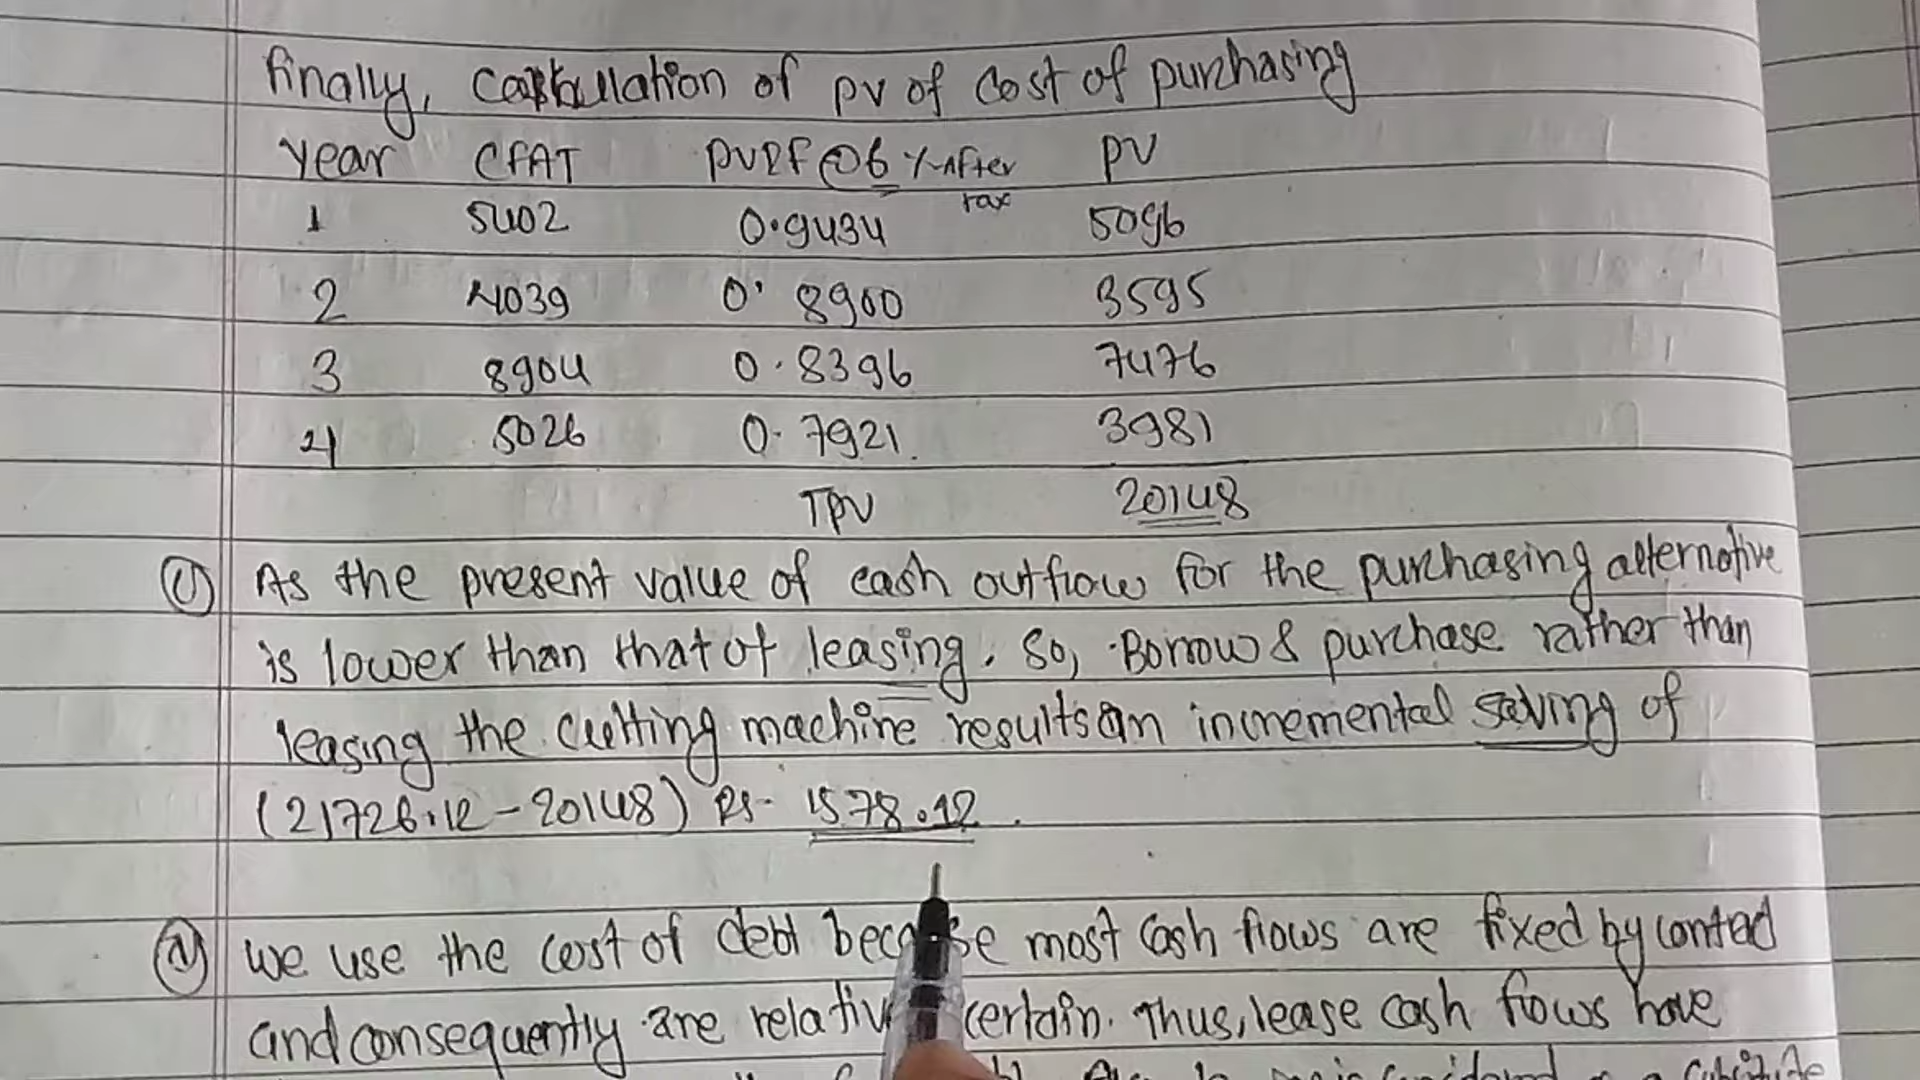 finally, Calculation of PV of Cost of purchasing
Year CFAT PVIF@6%-After tax PV
1 5402 0.9434 5096
2 4039 0.8900 3595
3 8904 0.8396 7476
4 5026 0.7921 3981
TPV 20148
As the present value of cash outflow for the purchasing alternative
is lower than that of leasing. So, Borrow & purchase rather than
leasing the cutting machine results an incremental saving of
(21726.12-20148) Rs. 1578.12.
We use the cost of debt because most cash flows are fixed by
and consequently are certain. Thus, lease cash flows have